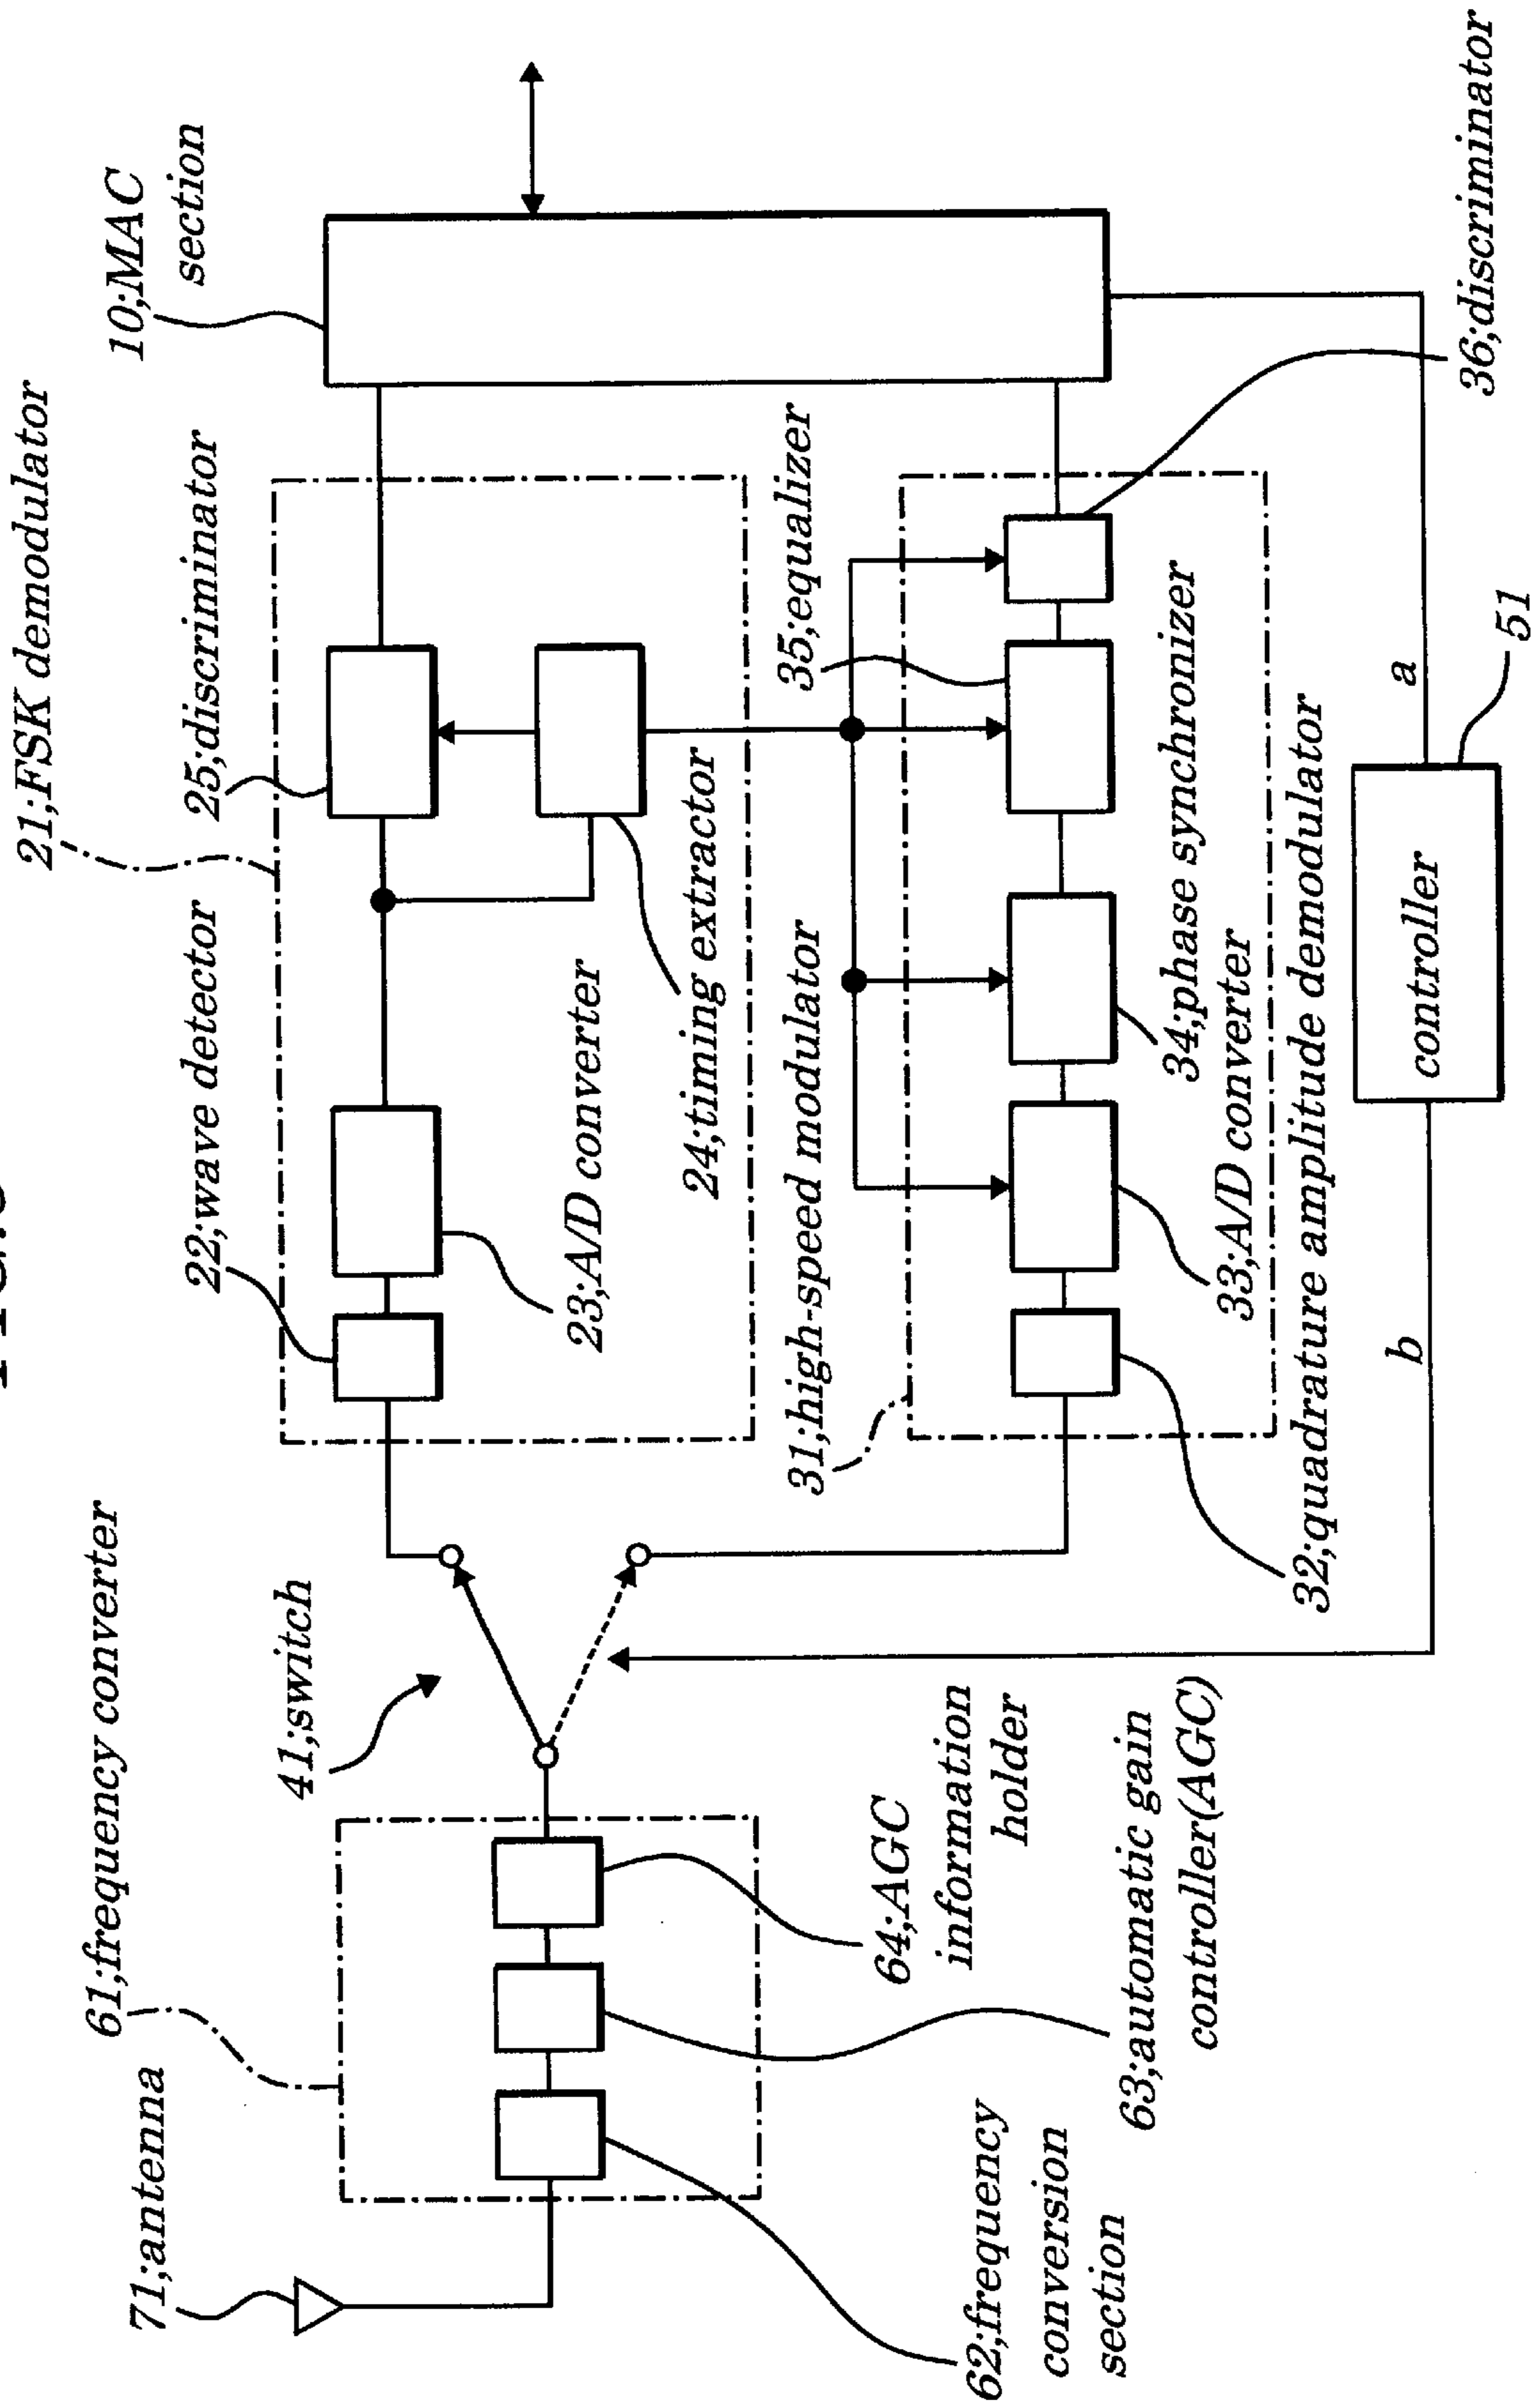 21;FSK demodulator
10;MAC
section
25;discriminator
22;wave detector
61;frequency converter
71;antenna
41;switch
23;A/D converter
24;timing extractor
35;equalizer
31;high-speed modulator
36;discriminator
34;phase synchronizer
33;A/D converter
32;quadrature amplitude demodulator
64;AGC
information
holder
63;automatic gain
controller(AGC)
62;frequency
conversion
section
a
b
controller
51